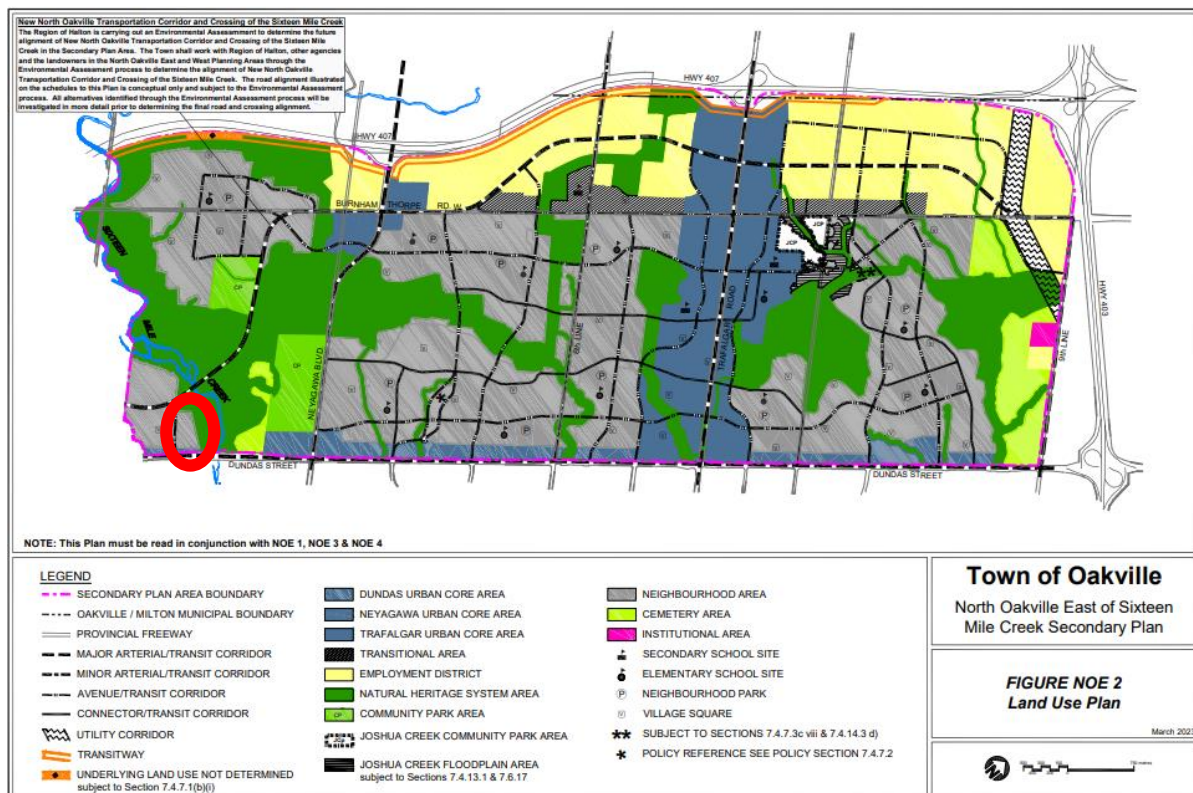 New North Oakville Transportation Corridor and Crossing of the Sixteen Mile Creek
The Region of Halton is carrying out an Environmental Assessment to determine the future
alignment of New North Oakville Transportation Corridor and Crossing of the Sixteen Mile
Creek in the Secondary Plan Area. The Town shall work with Region of Halton, other agencies
and the landowners in the North Oakville East and West Planning Areas through the
Environmental Assessment process to determine the alignment of New North Oakville
Transportation Corridor and Crossing of the Sixteen Mile Creek. The road alignment illustrated
on the schedules to this Plan is conceptual only and subject to the Environmental Assessment
process. All alternatives identified through the Environmental Assessment process will be
investigated in more detail prior to determining the final road and crossing alignment.
HWY 407
HWY 407
BURNHAM THORPE RD. W
SIXTEEN
MILE
CREEK
NEYAGAWA BLVD
6th LINE
TRAFALGAR ROAD
9th LINE
HWY 403
JCP
JCP
CP
CP
DUNDAS STREET
DUNDAS STREET
NOTE: This Plan must be read in conjunction with NOE 1, NOE 3 & NOE 4
LEGEND
SECONDARY PLAN AREA BOUNDARY
OAKVILLE / MILTON MUNICIPAL BOUNDARY
PROVINCIAL FREEWAY
MAJOR ARTERIAL/TRANSIT CORRIDOR
MINOR ARTERIAL/TRANSIT CORRIDOR
AVENUE/TRANSIT CORRIDOR
CONNECTOR/TRANSIT CORRIDOR
UTILITY CORRIDOR
TRANSITWAY
UNDERLYING LAND USE NOT DETERMINED
subject to Section 7.4.7.1(b)(i)
DUNDAS URBAN CORE AREA
NEYAGAWA URBAN CORE AREA
TRAFALGAR URBAN CORE AREA
TRANSITIONAL AREA
EMPLOYMENT DISTRICT
NATURAL HERITAGE SYSTEM AREA
CP COMMUNITY PARK AREA
JCP JOSHUA CREEK COMMUNITY PARK AREA
JOSHUA CREEK FLOODPLAIN AREA
subject to Sections 7.4.13.1 & 7.6.17
NEIGHBOURHOOD AREA
CEMETERY AREA
INSTITUTIONAL AREA
SECONDARY SCHOOL SITE
ELEMENTARY SCHOOL SITE
P NEIGHBOURHOOD PARK
V VILLAGE SQUARE
** SUBJECT TO SECTIONS 7.4.7.3c viii & 7.4.14.3 d)
* POLICY REFERENCE SEE POLICY SECTION 7.4.7.2
Town of Oakville
North Oakville East of Sixteen
Mile Creek Secondary Plan
FIGURE NOE 2
Land Use Plan
March 2023